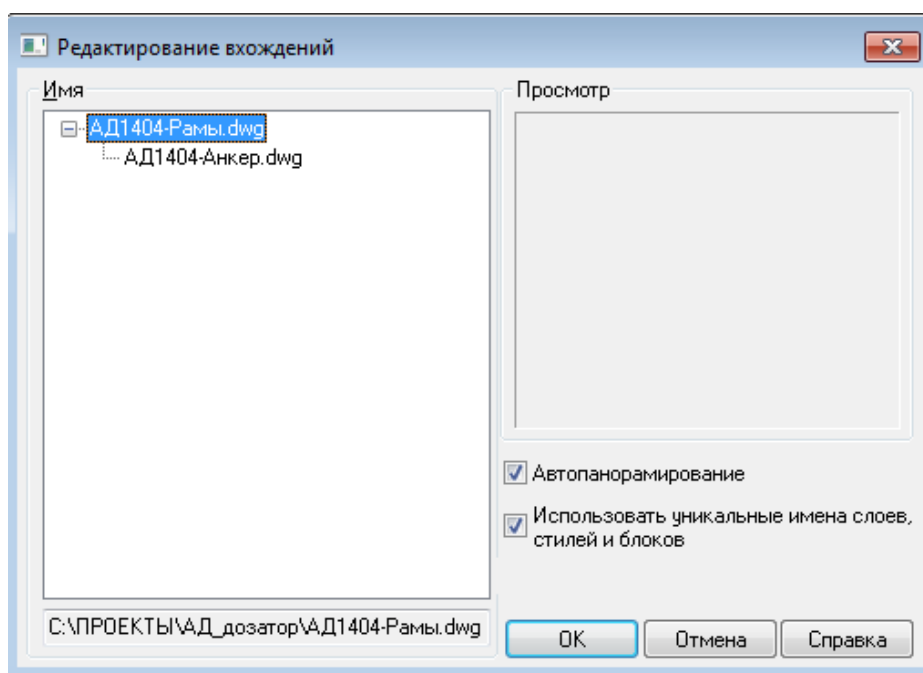 Редактирование вхождений
Имя
АД1404-Рамы.dwg
АД1404-Анкер.dwg
C:\ПРОЕКТЫ\АД_дозатор\АД1404-Рамы.dwg
Просмотр
Автопанорамирование
Использовать уникальные имена слоев,
стилей и блоков
OK
Отмена
Справка